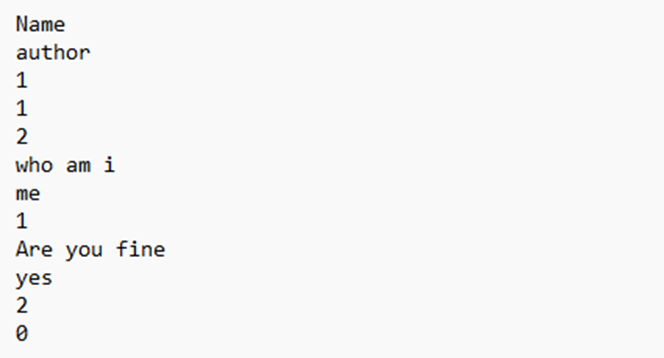 Name
author
1
1
2
who am i
me
1
Are you fine
yes
2
0